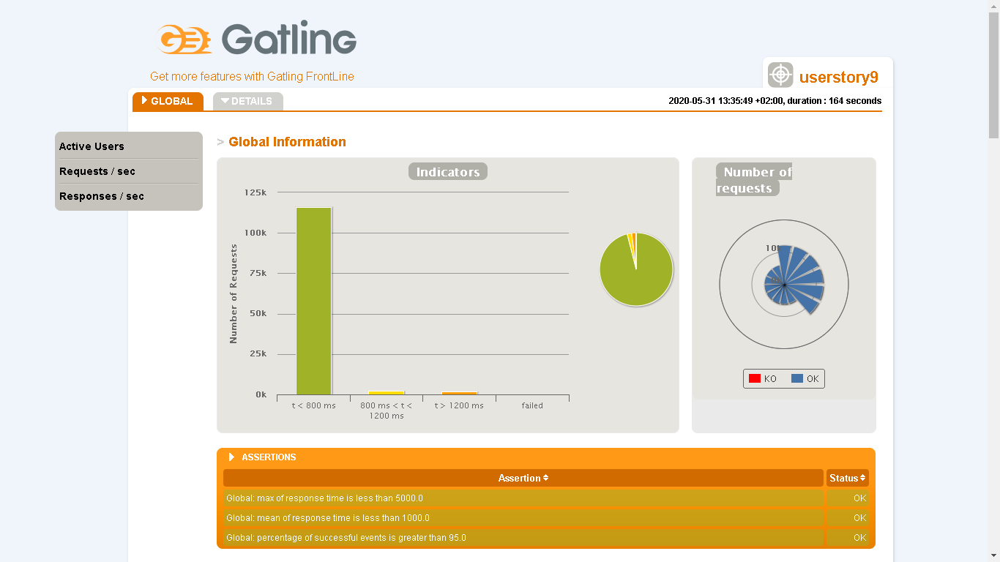 Gatling
Get more features with Gatling FrontLine
userstory9
GLOBAL
DETAILS
2020-05-31 13:35:49 +02:00, duration : 164 seconds
Active Users
Requests / sec
Responses / sec
> Global Information
Indicators
Number of Requests
125k
100k
75k
50k
25k
0k
t < 800 ms
800 ms < t <
1200 ms
t > 1200 ms
failed
Number of
requests
KO
OK
ASSERTIONS
Assertion
Status
Global: max of response time is less than 5000.0
OK
Global: mean of response time is less than 1000.0
OK
Global: percentage of successful events is greater than 95.0
OK